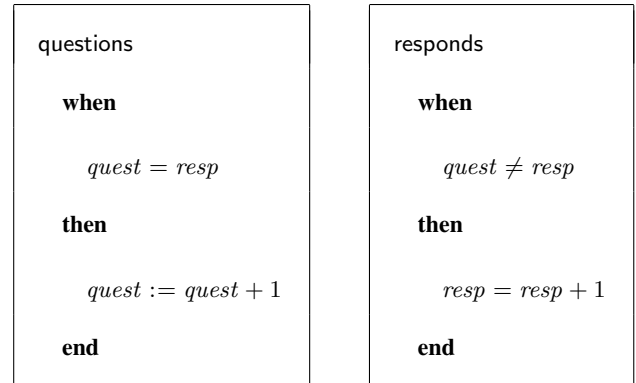 questions
when
quest = resp
then
quest := quest + 1
end
responds
when
quest ≠ resp
then
resp = resp + 1
end